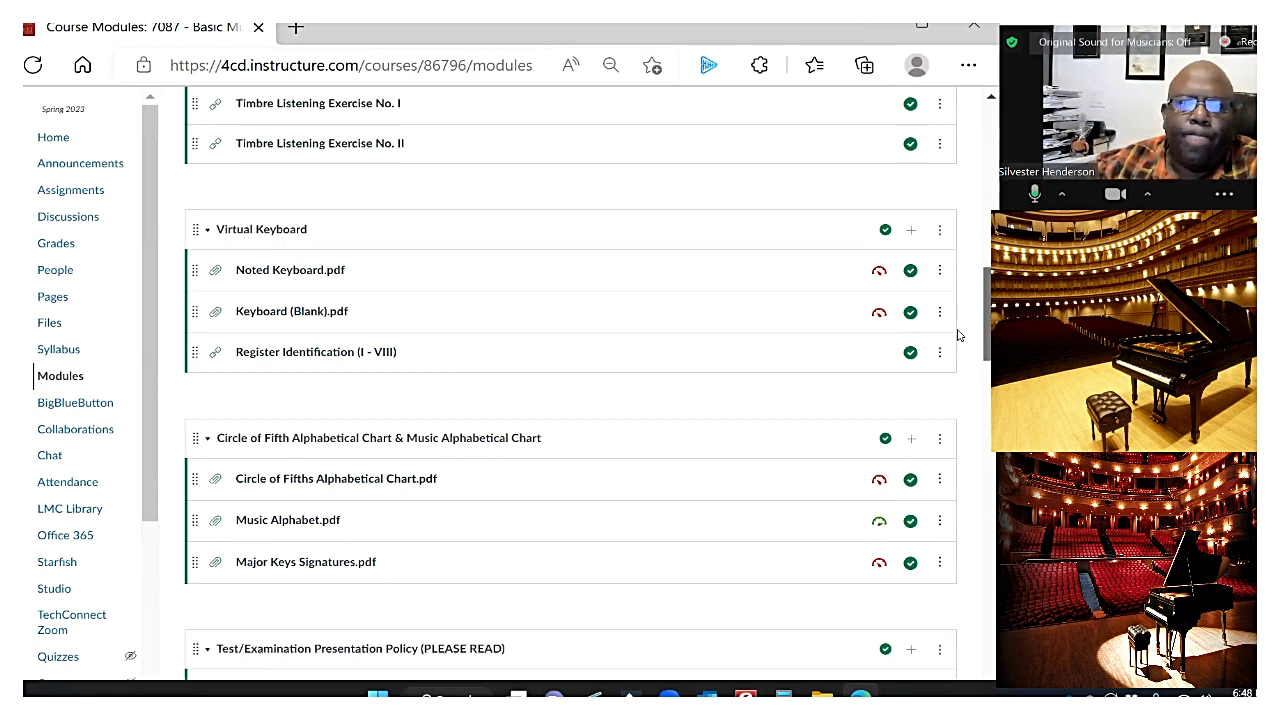 Course Modules: 7087 - Basic Mu
Original Sound for Musicians: Off
Rec
https://4cd.instructure.com/courses/86796/modules
Spring 2023
Home
Announcements
Assignments
Discussions
Grades
People
Pages
Files
Syllabus
Modules
BigBlueButton
Collaborations
Chat
Attendance
LMC Library
Office 365
Starfish
Studio
TechConnect
Zoom
Quizzes
Timbre Listening Exercise No. I
Timbre Listening Exercise No. II
Virtual Keyboard
Noted Keyboard.pdf
Keyboard (Blank).pdf
Register Identification (I - VIII)
Circle of Fifth Alphabetical Chart & Music Alphabetical Chart
Circle of Fifths Alphabetical Chart.pdf
Music Alphabet.pdf
Major Keys Signatures.pdf
Test/Examination Presentation Policy (PLEASE READ)
Silvester Henderson
6:48